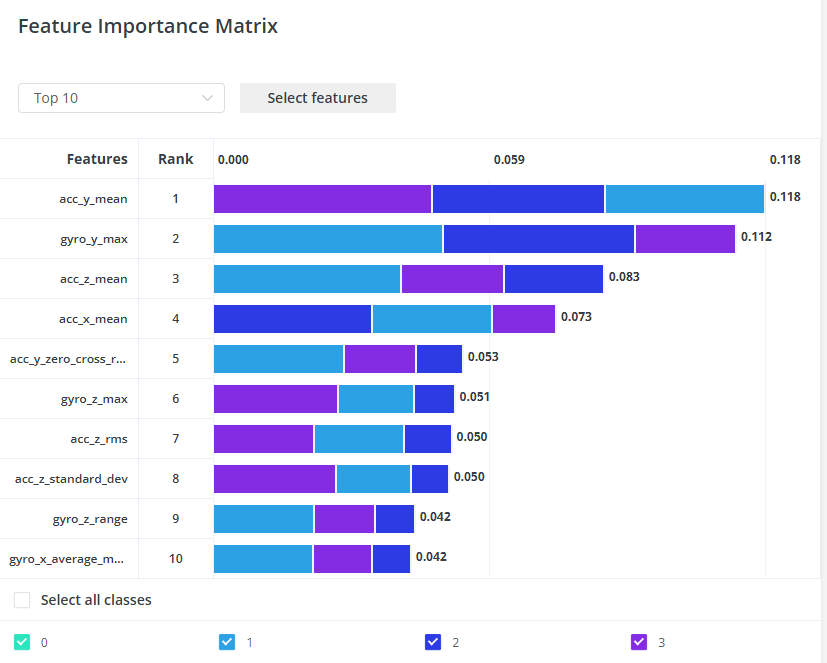 Feature Importance Matrix
Top 10 Select features
Features Rank 0.000 0.059 0.118
acc_y_mean 1 0.118
gyro_y_max 2 0.112
acc_z_mean 3 0.083
acc_x_mean 4 0.073
acc_y_zero_cross_r... 5 0.053
gyro_z_max 6 0.051
acc_z_rms 7 0.050
acc_z_standard_dev 8 0.050
gyro_z_range 9 0.042
gyro_x_average_m... 10 0.042
Select all classes
0 1 2 3